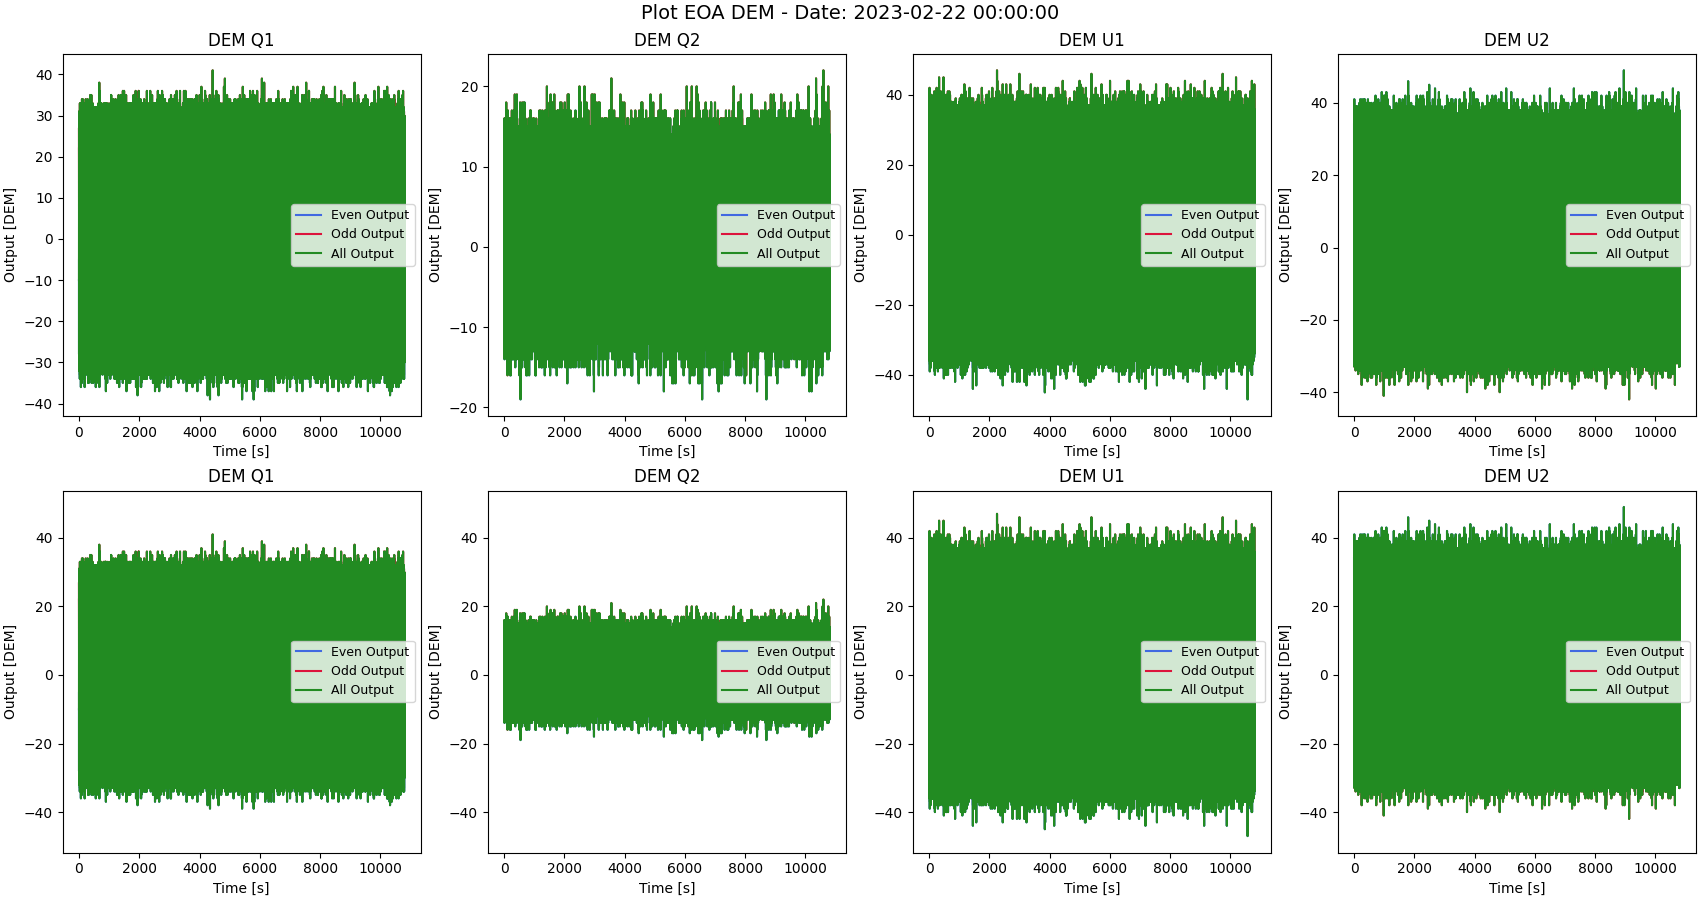 Plot EOA DEM - Date: 2023-02-22 00:00:00
DEM Q1
40
30
20
10
0
−10
−20
−30
−40
Output [DEM]
Even Output
Odd Output
All Output
0 2000 4000 6000 8000 10000
Time [s]
DEM Q2
20
10
0
−10
−20
Output [DEM]
Even Output
Odd Output
All Output
0 2000 4000 6000 8000 10000
Time [s]
DEM U1
40
20
0
−20
−40
Output [DEM]
Even Output
Odd Output
All Output
0 2000 4000 6000 8000 10000
Time [s]
DEM U2
40
20
0
−20
−40
Output [DEM]
Even Output
Odd Output
All Output
0 2000 4000 6000 8000 10000
Time [s]
DEM Q1
40
20
0
−20
−40
Output [DEM]
Even Output
Odd Output
All Output
0 2000 4000 6000 8000 10000
Time [s]
DEM Q2
40
20
0
−20
−40
Output [DEM]
Even Output
Odd Output
All Output
0 2000 4000 6000 8000 10000
Time [s]
DEM U1
40
20
0
−20
−40
Output [DEM]
Even Output
Odd Output
All Output
0 2000 4000 6000 8000 10000
Time [s]
DEM U2
40
20
0
−20
−40
Output [DEM]
Even Output
Odd Output
All Output
0 2000 4000 6000 8000 10000
Time [s]